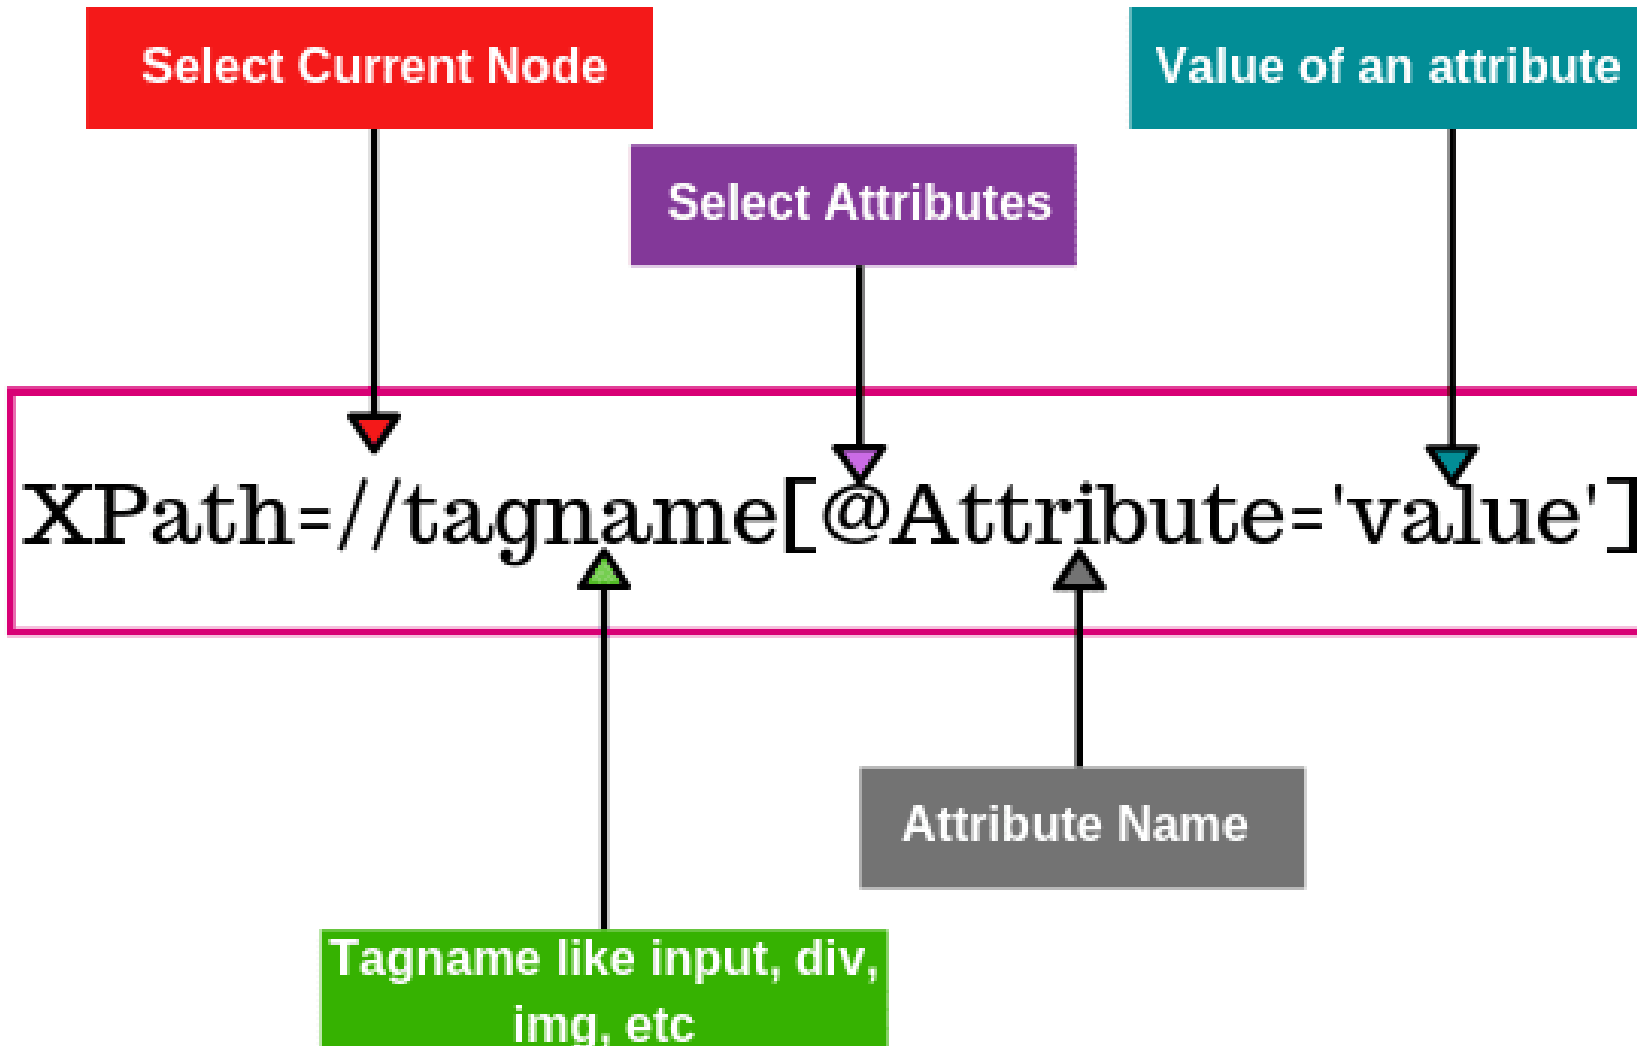 Select Current Node
Value of an attribute
Select Attributes
XPath=//tagname[@Attribute='value']
Attribute Name
Tagname like input, div,
img, etc